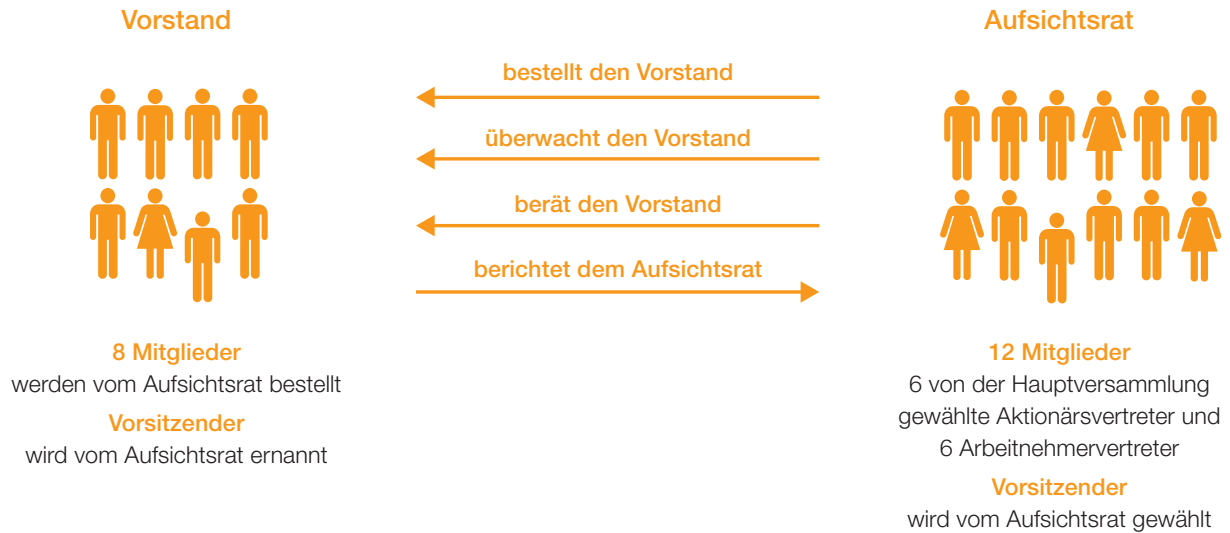 Vorstand
Aufsichtsrat
bestellt den Vorstand
überwacht den Vorstand
berät den Vorstand
berichtet dem Aufsichtsrat
8 Mitglieder
werden vom Aufsichtsrat bestellt
Vorsitzender
wird vom Aufsichtsrat ernannt
12 Mitglieder
6 von der Hauptversammlung
gewählte Aktionärsvertreter und
6 Arbeitnehmervertreter
Vorsitzender
wird vom Aufsichtsrat gewählt